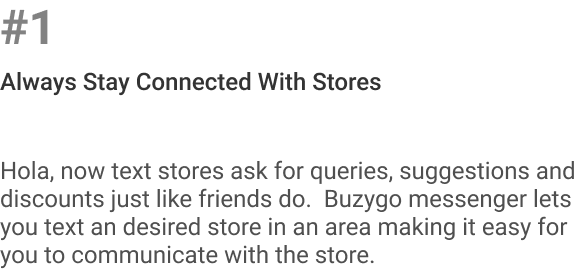 #1
Always Stay Connected With Stores
Hola, now text stores ask for queries, suggestions and
discounts just like friends do.  Buzygo messenger lets
you text an desired store in an area making it easy for
you to communicate with the store.